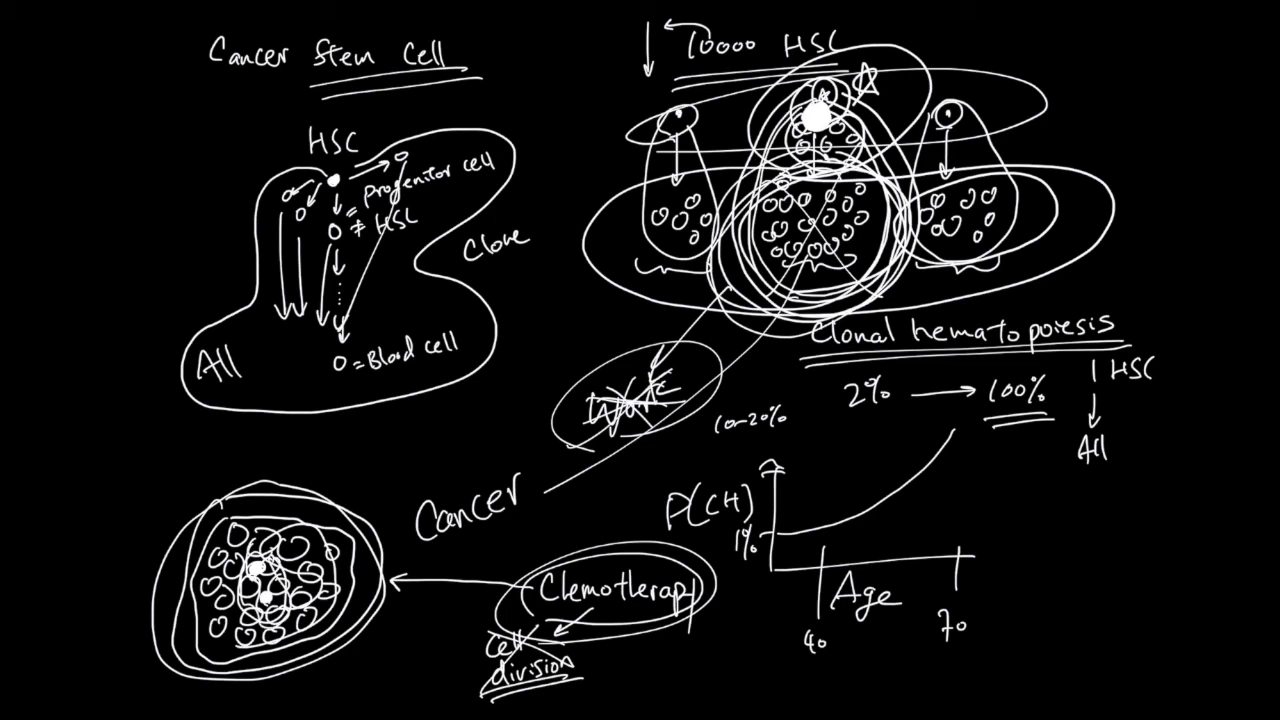 Cancer Stem Cell
HSC
progenitor cell
≠ HSC
Clone
All
O = Blood cell
10000 HSC
Clonal hematopoiesis
2% → 100%
1 HSC
All
10-20%
Cancer
P(CH)
1%
Age
40
70
Clemotherapy
cell
division